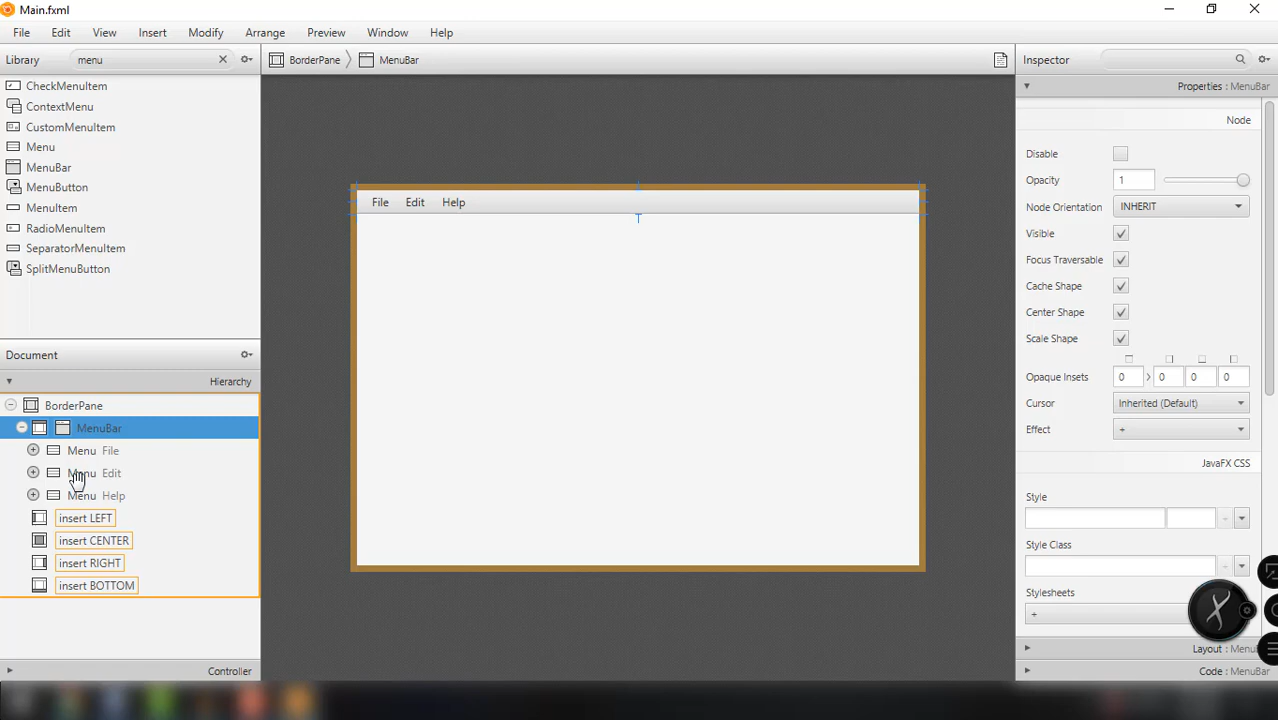 Main.fxml
File Edit View Insert Arrange Modify Preview Window Help
Library menu
BorderPane MenuBar
Inspector
CheckMenuItem
ContextMenu
CustomMenuItem
Menu
MenuBar
MenuButton
MenuItem
RadioMenuItem
SeparatorMenuItem
SplitMenuButton
Document
Hierarchy
BorderPane
MenuBar
Menu File
Menu Edit
Menu Help
insert LEFT
insert CENTER
insert RIGHT
insert BOTTOM
Controller
File Edit Help
Properties : MenuBar
Node
Disable
Opacity 1
Node Orientation INHERIT
Visible
Focus Traversable
Cache Shape
Center Shape
Scale Shape
Opaque Insets 0 0 0 0
Cursor Inherited (Default)
Effect +
JavaFX CSS
Style
Style Class
Stylesheets
+
Layout : Menu
Code : MenuBar